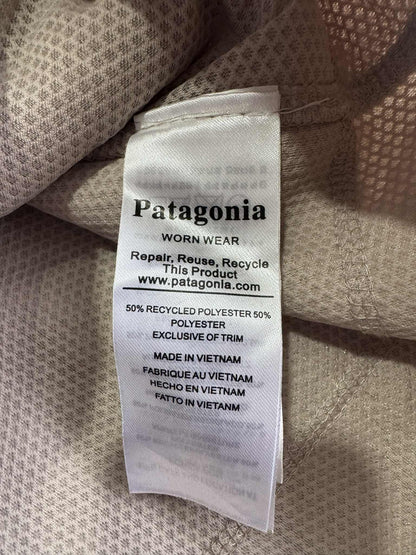 Patagonia
WORN WEAR
Repair, Reuse, Recycle
This Product
www.patagonia.com
50% RECYCLED POLYESTER 50%
POLYESTER
EXCLUSIVE OF TRIM
MADE IN VIETNAM
FABRIQUE AU VIETNAM
HECHO EN VIETNAM
FATTO IN VIETANM